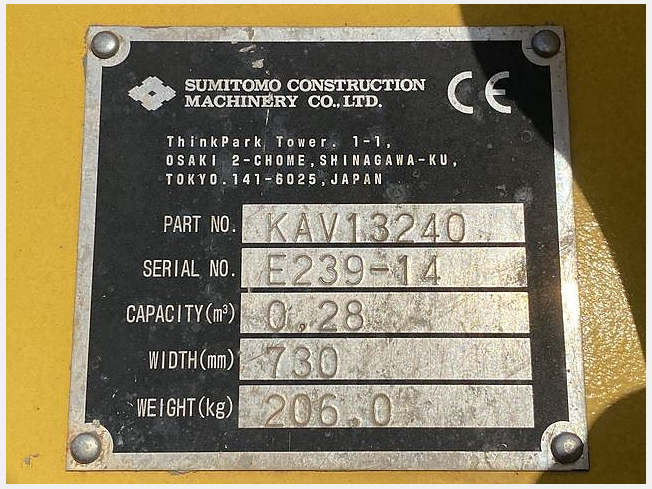 SUMITOMO CONSTRUCTION
MACHINERY CO.,LTD.
CE
ThinkPark Tower. 1-1,
OSAKI 2-CHOME,SHINAGAWA-KU,
TOKYO.141-6025,JAPAN
PART NO. KAV13240
SERIAL NO. E239-14
CAPACITY(m³) 0.28
WIDTH(mm) 730
WEIGHT(kg) 206.0